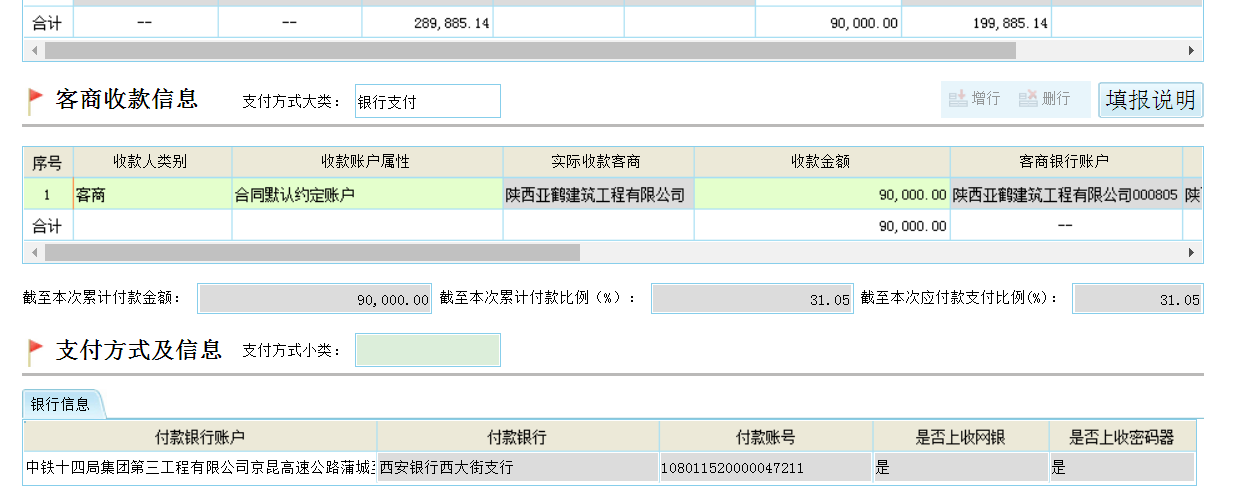 合计 -- -- 289,885.14 90,000.00 199,885.14
客商收款信息 支付方式大类： 银行支付 增行 删行 填报说明
序号 收款人类别 收款账户属性 实际收款客商 收款金额 客商银行账户
1 客商 合同默认约定账户 陕西亚鹤建筑工程有限公司 90,000.00 陕西亚鹤建筑工程有限公司000805 陕
合计 90,000.00 --
截至本次累计付款金额： 90,000.00 截至本次累计付款比例（%）： 31.05 截至本次应付款支付比例(%)： 31.05
支付方式及信息 支付方式小类：
银行信息
付款银行账户 付款银行 付款账号 是否上收网银 是否上收密码器
中铁十四局集团第三工程有限公司京昆高速公路蒲城 西安银行西大街支行 108011520000047211 是 是